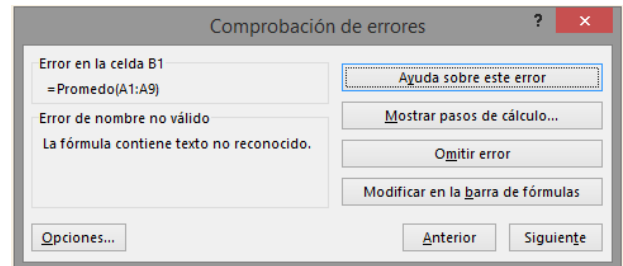 Comprobación de errores
?
Error en la celda B1
=Promedo(A1:A9)
Error de nombre no válido
La fórmula contiene texto no reconocido.
Ayuda sobre este error
Mostrar pasos de cálculo...
Omitir error
Modificar en la barra de fórmulas
Opciones...
Anterior
Siguiente